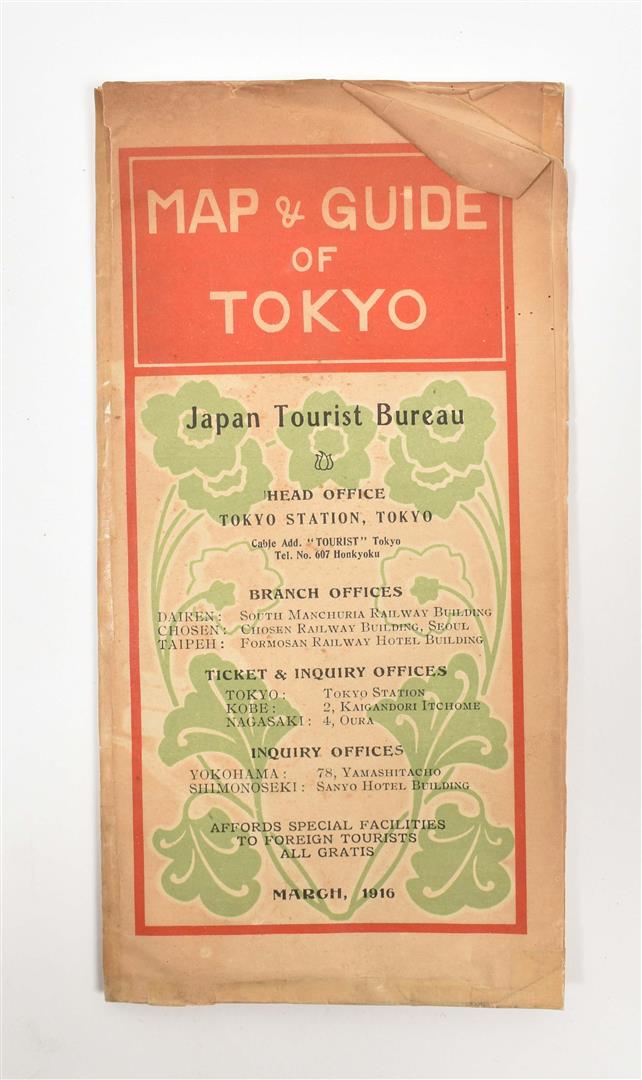 MAP & GUIDE
OF
TOKYO
Japan Tourist Bureau
HEAD OFFICE
TOKYO STATION, TOKYO
Cable Add. "TOURIST" Tokyo
Tel. No. 607 Honkyoku
BRANCH OFFICES
DAIREN: SOUTH MANCHURIA RAILWAY BUILDING
CHOSEN: CHOSEN RAILWAY BUILDING, SEOUL
TAIPEH: FORMOSAN RAILWAY HOTEL BUILDING
TICKET & INQUIRY OFFICES
TOKYO: TOKYO STATION
KOBE: 2, KAIGANDORI ITCHOME
NAGASAKI: 4, OURA
INQUIRY OFFICES
YOKOHAMA: 78, YAMASHITACHO
SHIMONOSEKI: SANYO HOTEL BUILDING
AFFORDS SPECIAL FACILITIES
TO FOREIGN TOURISTS
ALL GRATIS
MARCH, 1916